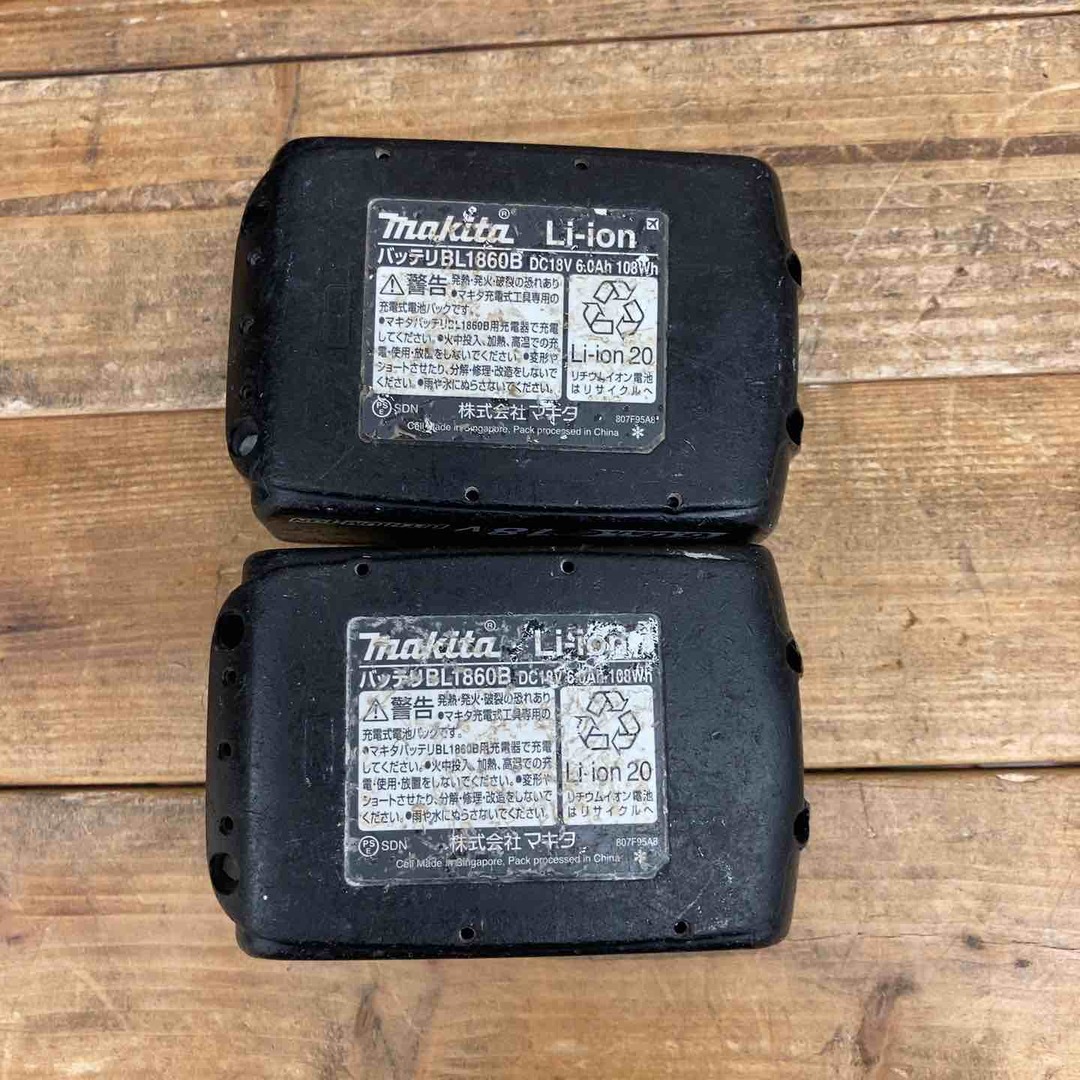 makita® Li-ion
バッテリBL1860B DC18V 6.0Ah 108Wh
警告 発熱・発火・破裂の恐れあり
●マキタ充電式工具専用の
充電式電池パックです。
●マキタバッテリBL1860B用充電器で充電
してください。●火中投入、加熱、高温での充
電・使用・放置をしないでください。●変形や
ショートさせたり、分解・修理・改造をしないで
ください。●雨や水にぬらさないでください。
Li-ion 20
リチウムイオン電池
はリサイクルへ
PSE SDN 株式会社マキタ 807F95A8
Cell Made in Singapore, Pack processed in China *
18V
makita® Li-ion
バッテリBL1860B DC18V 6.0Ah 108Wh
警告 発熱・発火・破裂の恐れあり
●マキタ充電式工具専用の
充電式電池パックです。
●マキタバッテリBL1860B用充電器で充電
してください。●火中投入、加熱、高温での充
電・使用・放置をしないでください。●変形や
ショートさせたり、分解・修理・改造をしないで
ください。●雨や水にぬらさないでください。
Li-ion 20
リチウムイオン電池
はリサイクルへ
PSE SDN 株式会社マキタ 807F95A8
Cell Made in Singapore, Pack processed in China *